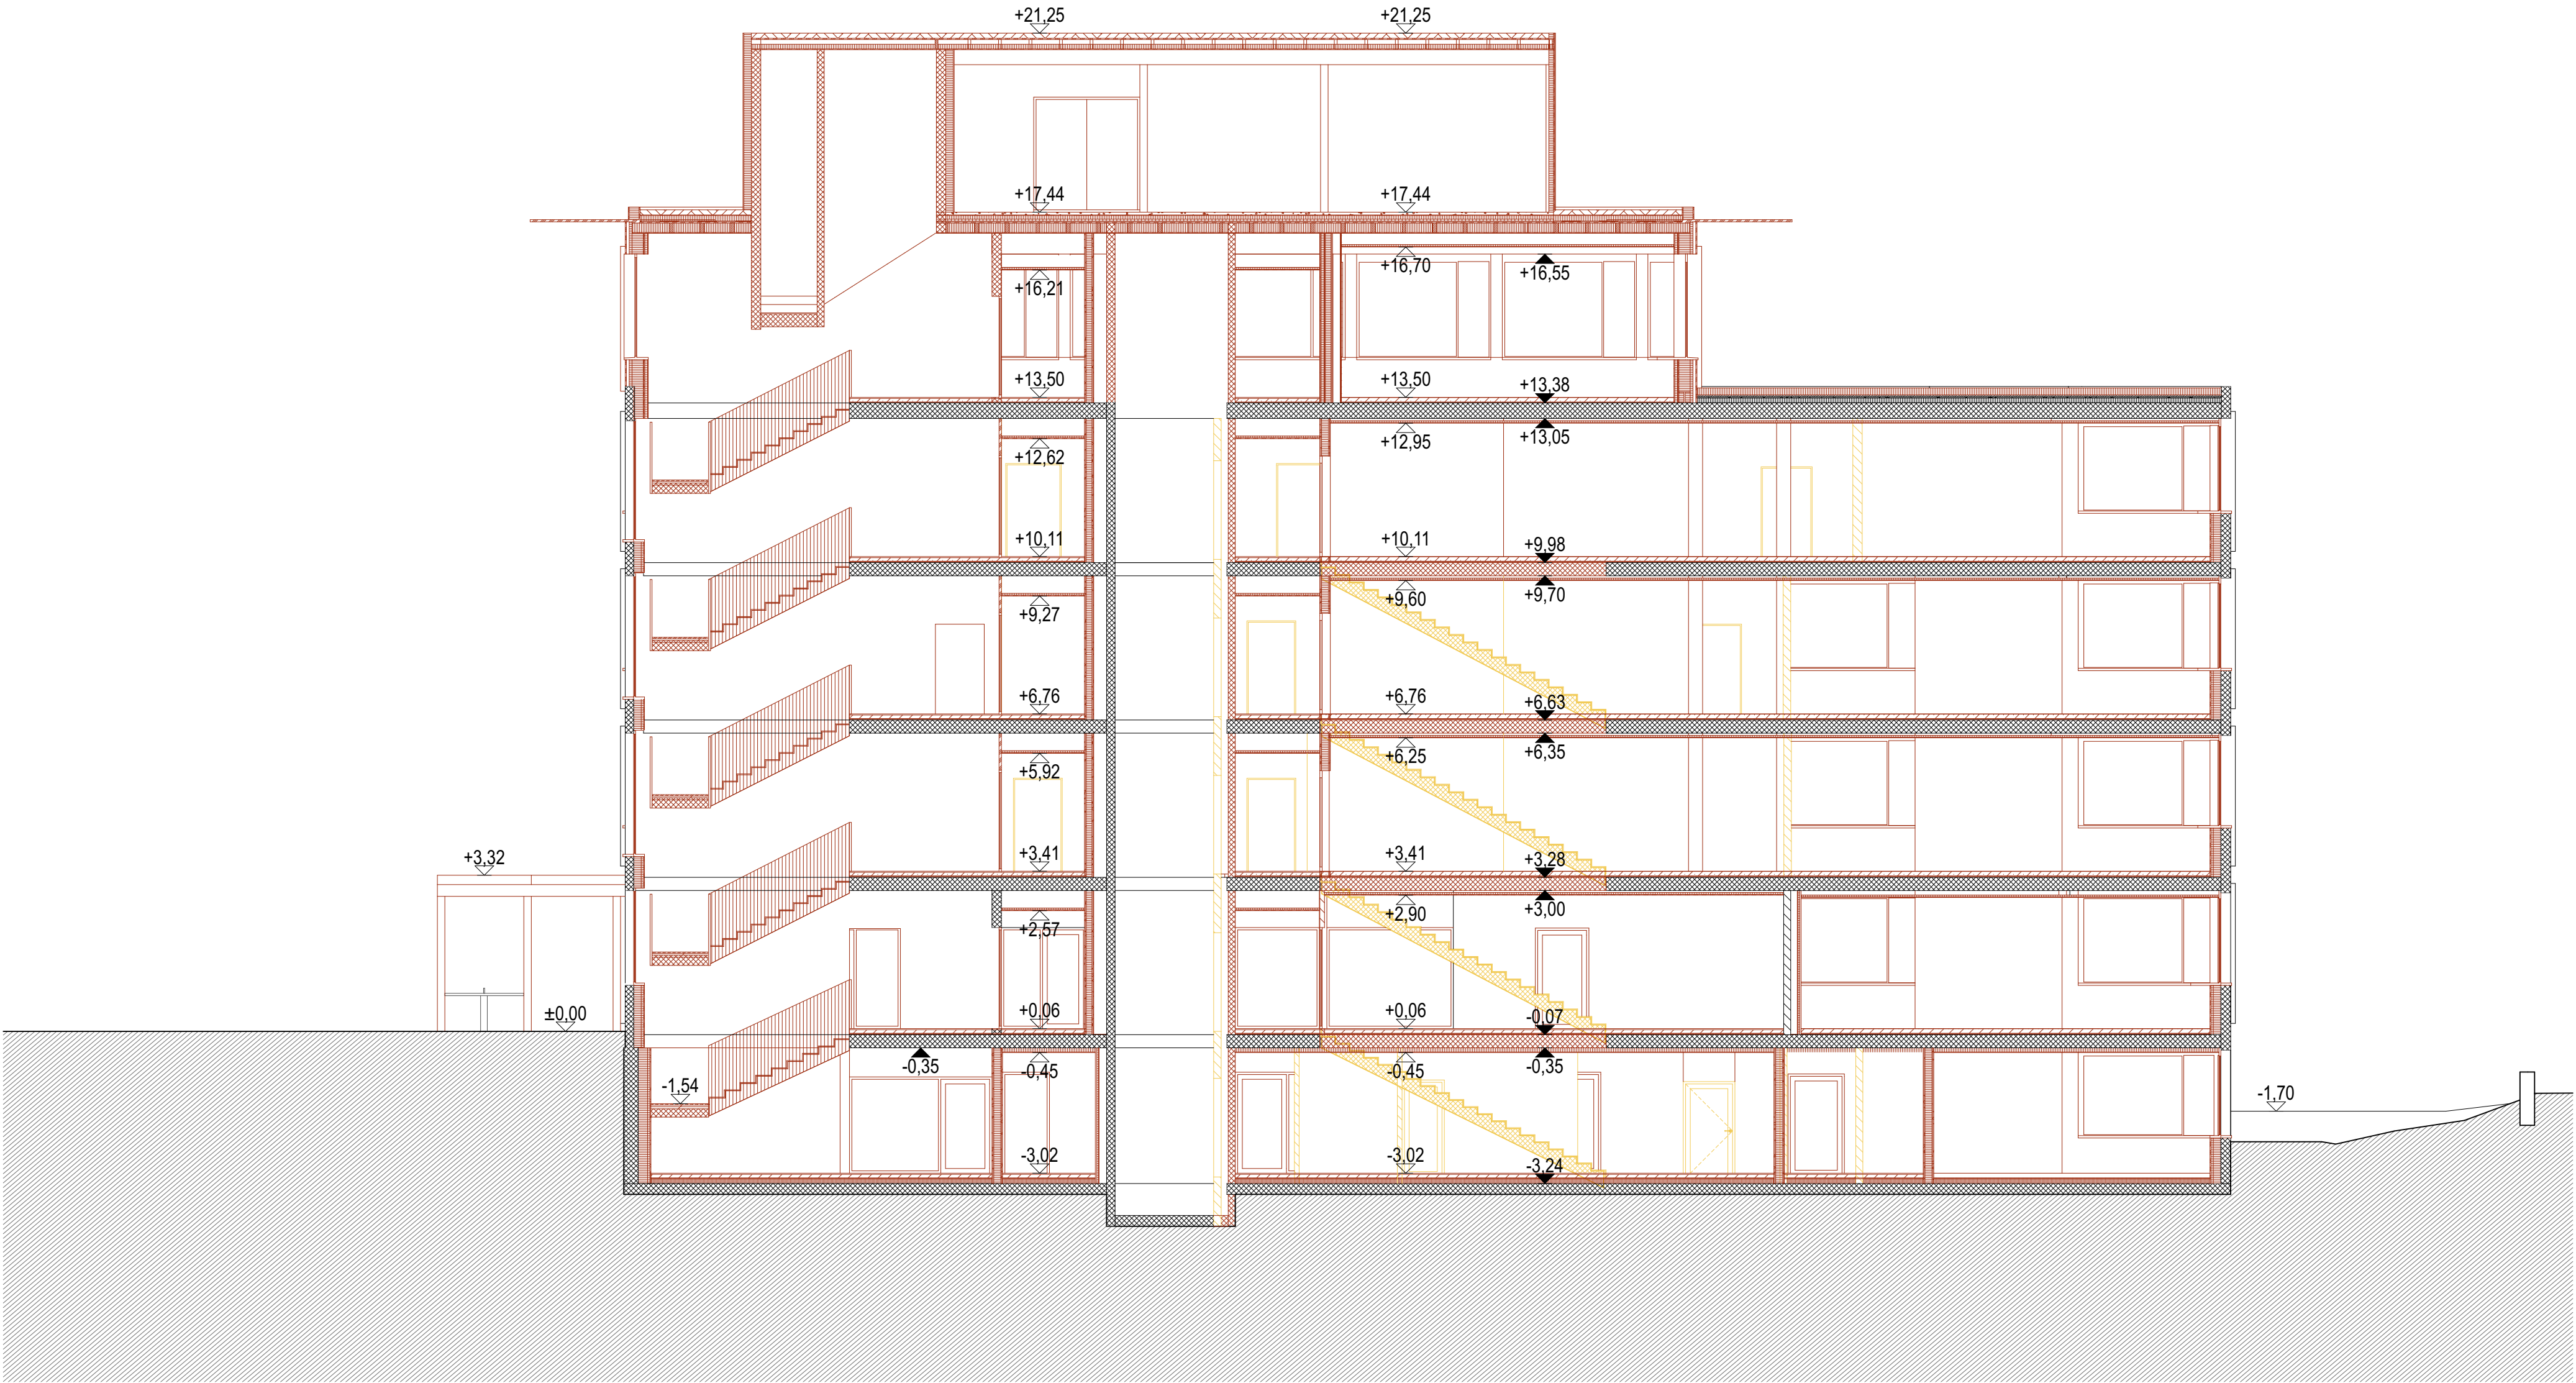 +21,25 +21,25
+17,44 +17,44
+16,21 +16,70 +16,55
+13,50 +13,50 +13,38
+12,62 +12,95 +13,05
+10,11 +10,11 +9,98
+9,27 +9,60 +9,70
+6,76 +6,76 +6,63
+5,92 +6,25 +6,35
+3,32 +3,41 +3,41 +3,28
+2,57 +2,90 +3,00
±0,00 +0,06 +0,06 -0,07
-0,35 -0,45 -0,45 -0,35
-1,54 -1,70
-3,02 -3,02 -3,24